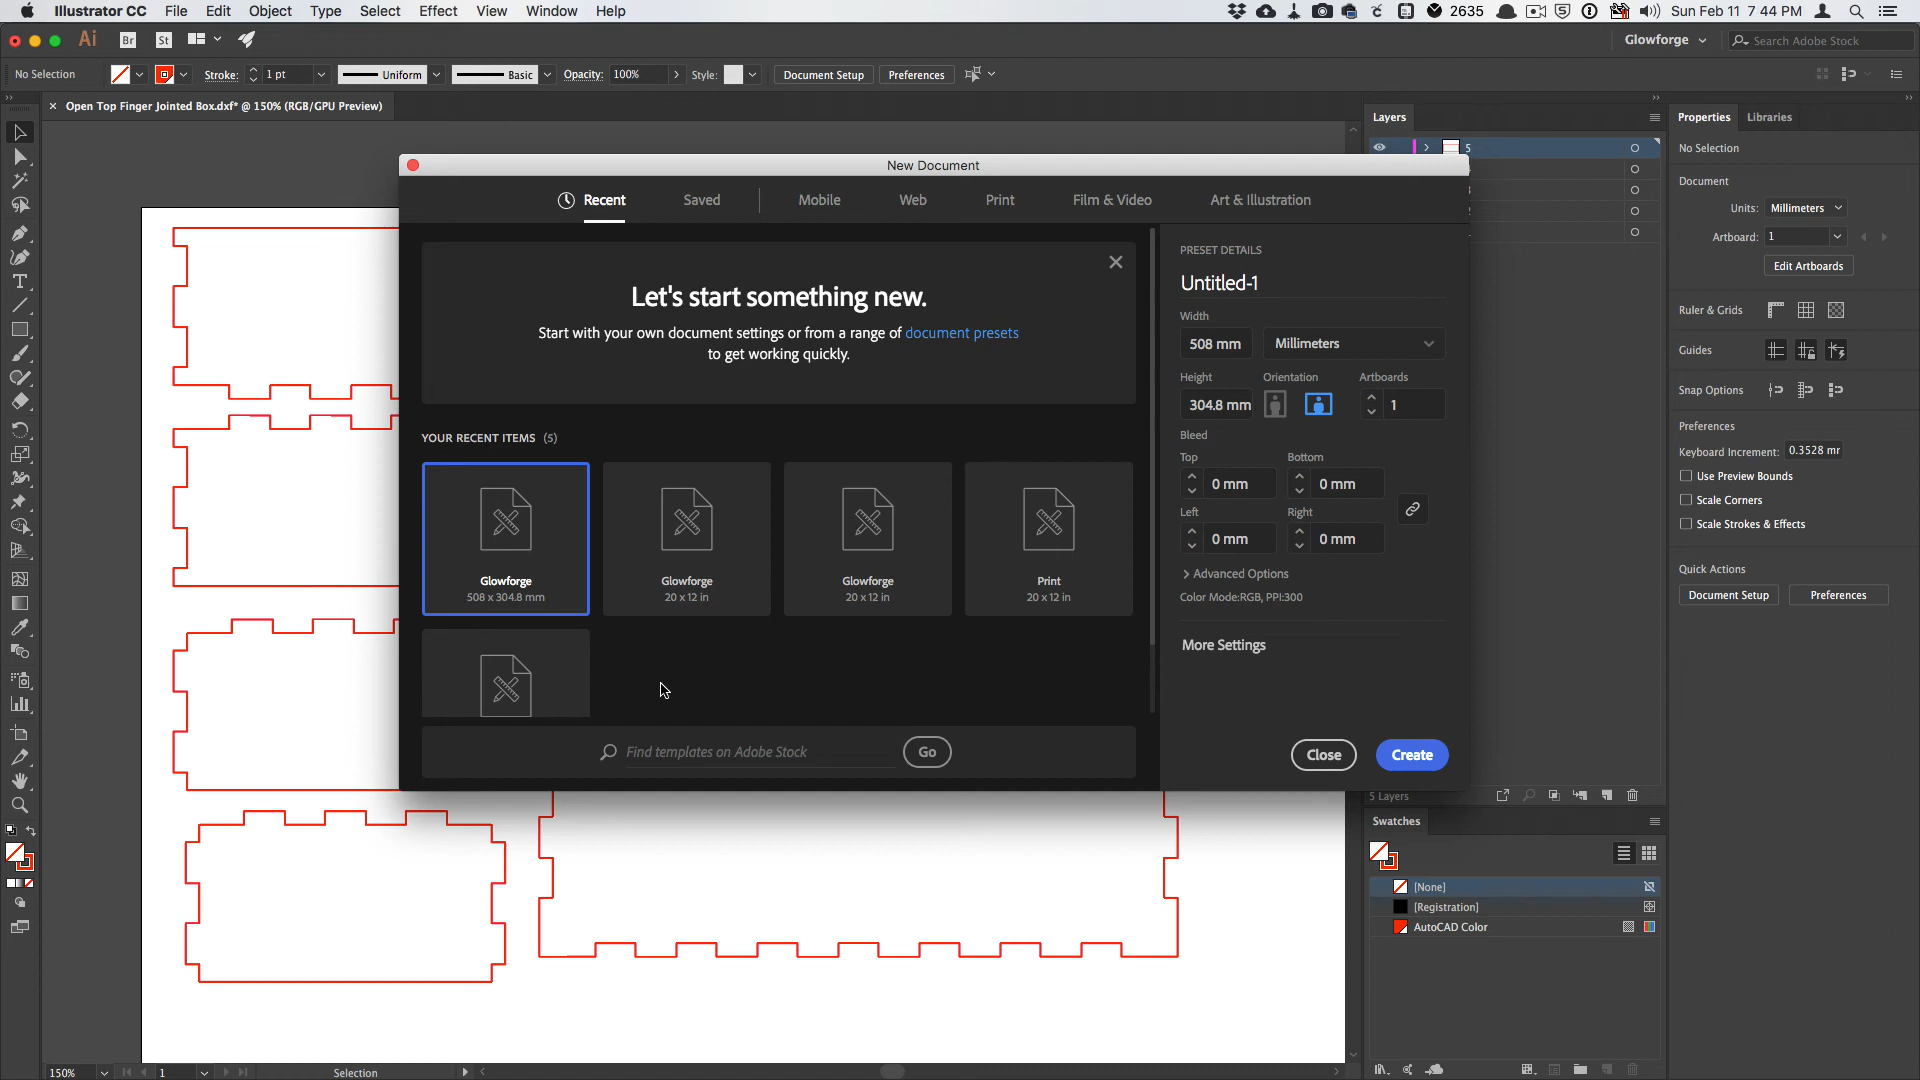 Illustrator CC File Edit Object Type Select Effect View Window Help
2635 Sun Feb 11 7:44 PM
Ai Br St
Glowforge
Search Adobe Stock
No Selection Stroke: 1 pt Uniform Basic Opacity: 100% Style: Document Setup Preferences
Open Top Finger Jointed Box.dxf* @ 150% (RGB/GPU Preview)
New Document
Recent Saved Mobile Web Print Film & Video Art & Illustration
Let's start something new.
Start with your own document settings or from a range of document presets
to get working quickly.
YOUR RECENT ITEMS (5)
Glowforge
508 x 304.8 mm
Glowforge
20 x 12 in
Glowforge
20 x 12 in
Print
20 x 12 in
Find templates on Adobe Stock
Go
PRESET DETAILS
Untitled-1
Width
508 mm Millimeters
Height Orientation Artboards
304.8 mm 1
Bleed
Top Bottom
0 mm 0 mm
Left Right
0 mm 0 mm
Advanced Options
Color Mode:RGB, PPI:300
More Settings
Close Create
Layers
5
5 Layers
Swatches
[None]
[Registration]
AutoCAD Color
Properties Libraries
No Selection
Document
Units: Millimeters
Artboard: 1
Edit Artboards
Ruler & Grids
Guides
Snap Options
Preferences
Keyboard Increment: 0.3528 mr
Use Preview Bounds
Scale Corners
Scale Strokes & Effects
Quick Actions
Document Setup Preferences
150% 1 Selection